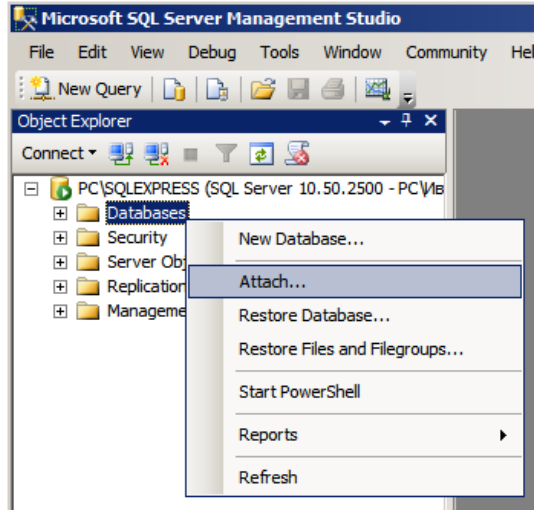 Microsoft SQL Server Management Studio
File Edit View Debug Tools Window Community Hel
New Query
Object Explorer
Connect
PC\SQLEXPRESS (SQL Server 10.50.2500 - PC\Ив
Databases
Security
Server Obj
Replication
Manageme
New Database...
Attach...
Restore Database...
Restore Files and Filegroups...
Start PowerShell
Reports
Refresh